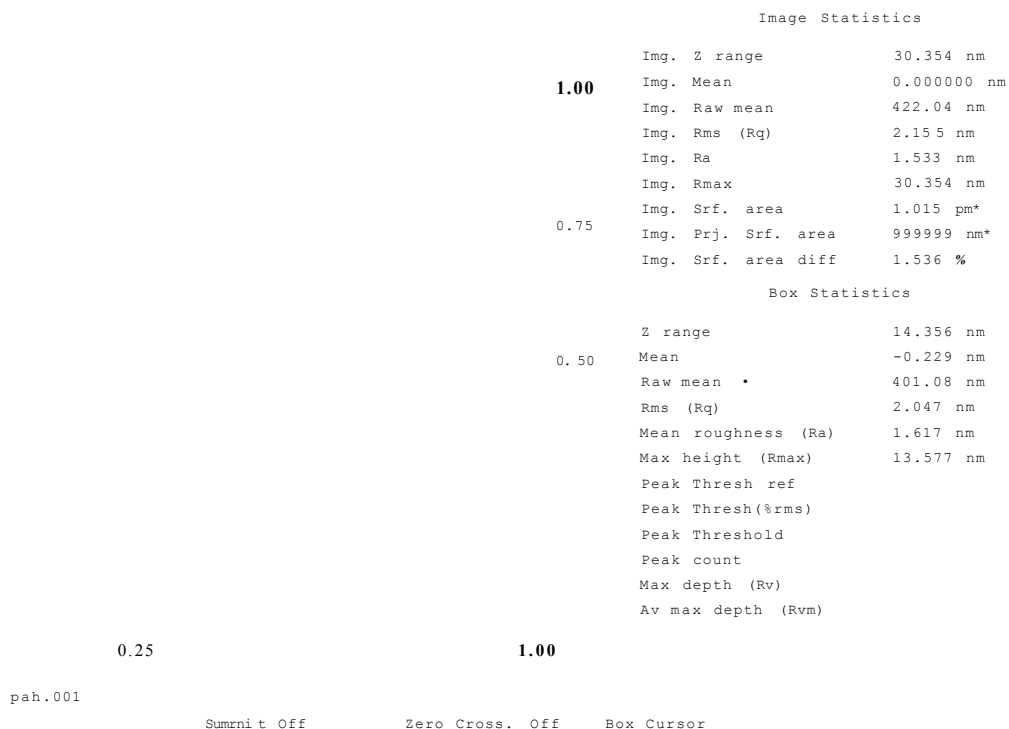 Image Statistics
Img. Z range 30.354 nm
1.00
Img. Mean 0.000000 nm
Img. Raw mean 422.04 nm
Img. Rms (Rq) 2.155 nm
Img. Ra 1.533 nm
Img. Rmax 30.354 nm
Img. Srf. area 1.015 pm*
0.75
Img. Prj. Srf. area 999999 nm*
Img. Srf. area diff 1.536 %
Box Statistics
Z range 14.356 nm
0.50
Mean -0.229 nm
Raw mean • 401.08 nm
Rms (Rq) 2.047 nm
Mean roughness (Ra) 1.617 nm
Max height (Rmax) 13.577 nm
Peak Thresh ref
Peak Thresh(%rms)
Peak Threshold
Peak count
Max depth (Rv)
Av max depth (Rvm)
0.25 1.00
pah.001
Sumrnit Off Zero Cross. Off Box Cursor